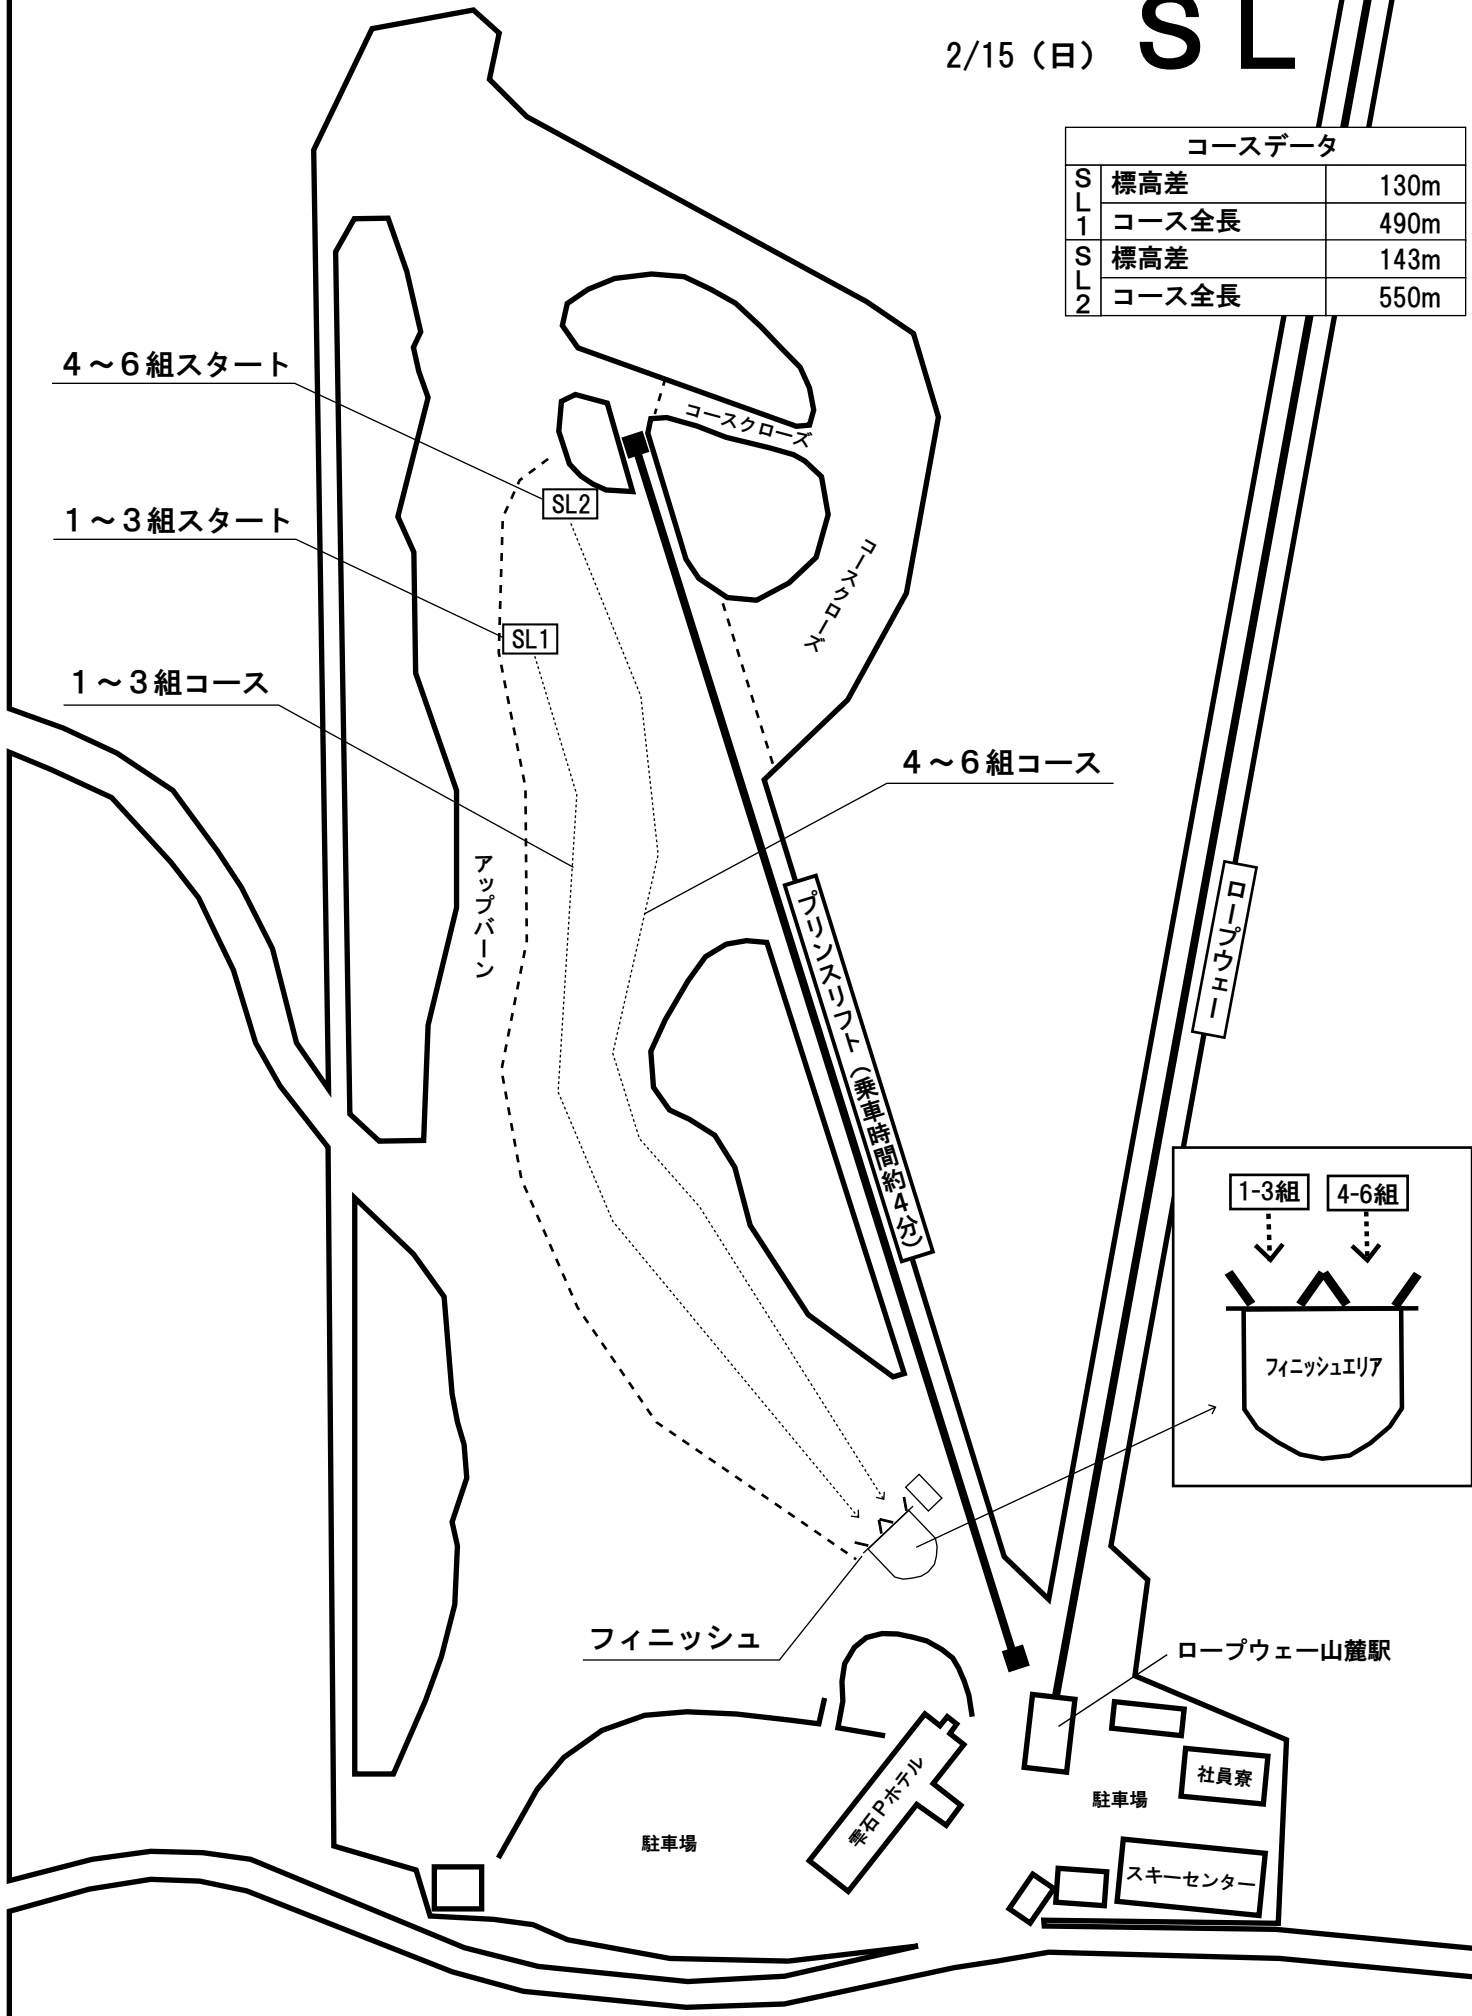 2/15（日） ＳＬ
コースデータ
ＳＬ１ 標高差 130m
コース全長 490m
ＳＬ２ 標高差 143m
コース全長 550m
４～６組スタート
コースクローズ
SL2
１～３組スタート
コースクローズ
SL1
１～３組コース
４～６組コース
アップバーン
プリンスリフト（乗車時間約４分）
ロープウェー
1-3組 4-6組
フィニッシュエリア
フィニッシュ
ロープウェー山麓駅
雫石Ｐホテル
社員寮
駐車場
駐車場
スキーセンター